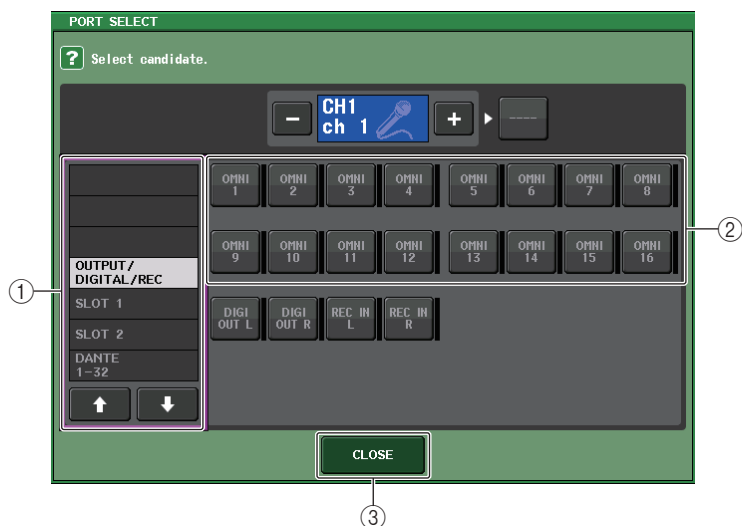 PORT SELECT
? Select candidate.
− CH1 +
ch 1
----
OUTPUT/
DIGITAL/REC
SLOT 1
SLOT 2
DANTE
1-32
OMNI 1
OMNI 2
OMNI 3
OMNI 4
OMNI 5
OMNI 6
OMNI 7
OMNI 8
OMNI 9
OMNI 10
OMNI 11
OMNI 12
OMNI 13
OMNI 14
OMNI 15
OMNI 16
DIGI OUT L
DIGI OUT R
REC IN L
REC IN R
CLOSE
①
②
③